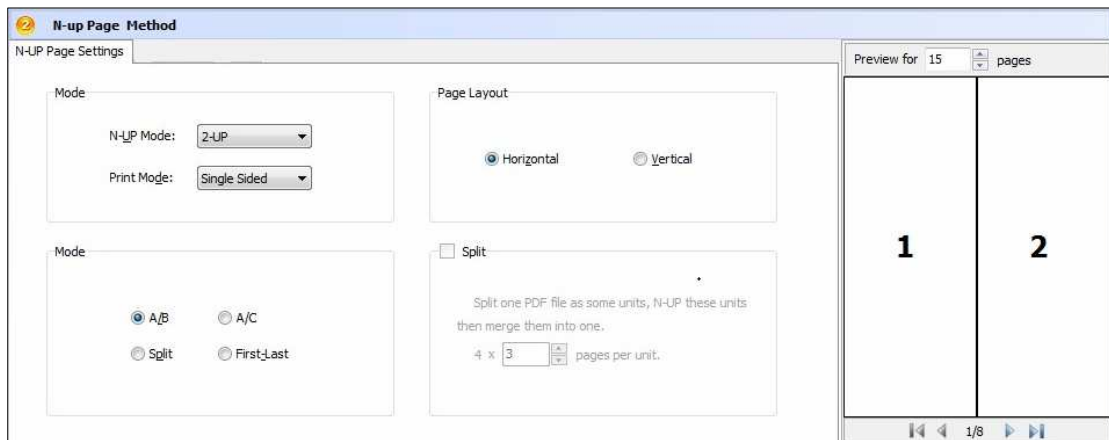 2 N-up Page Method
N-UP Page Settings
Preview for 15 pages
Mode
N-UP Mode: 2-UP
Print Mode: Single Sided
Page Layout
Horizontal Vertical
Mode
A/B A/C
Split First-Last
Split
Split one PDF file as some units, N-UP these units
then merge them into one.
4 x 3 pages per unit.
1 2
1/8